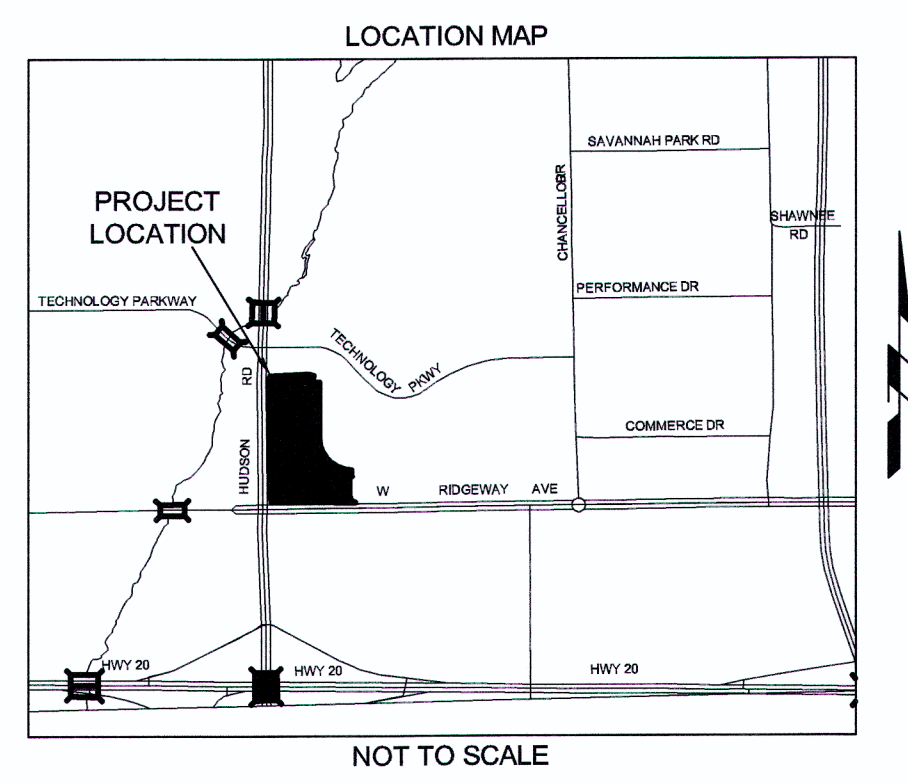 LOCATION MAP
SAVANNAH PARK RD
CHANCELLOR DR
PROJECT
LOCATION
SHAWNEE
RD
PERFORMANCE DR
TECHNOLOGY PARKWAY
TECHNOLOGY PKWY
HUDSON RD
COMMERCE DR
W RIDGEWAY AVE
HWY 20
HWY 20
HWY 20
NOT TO SCALE